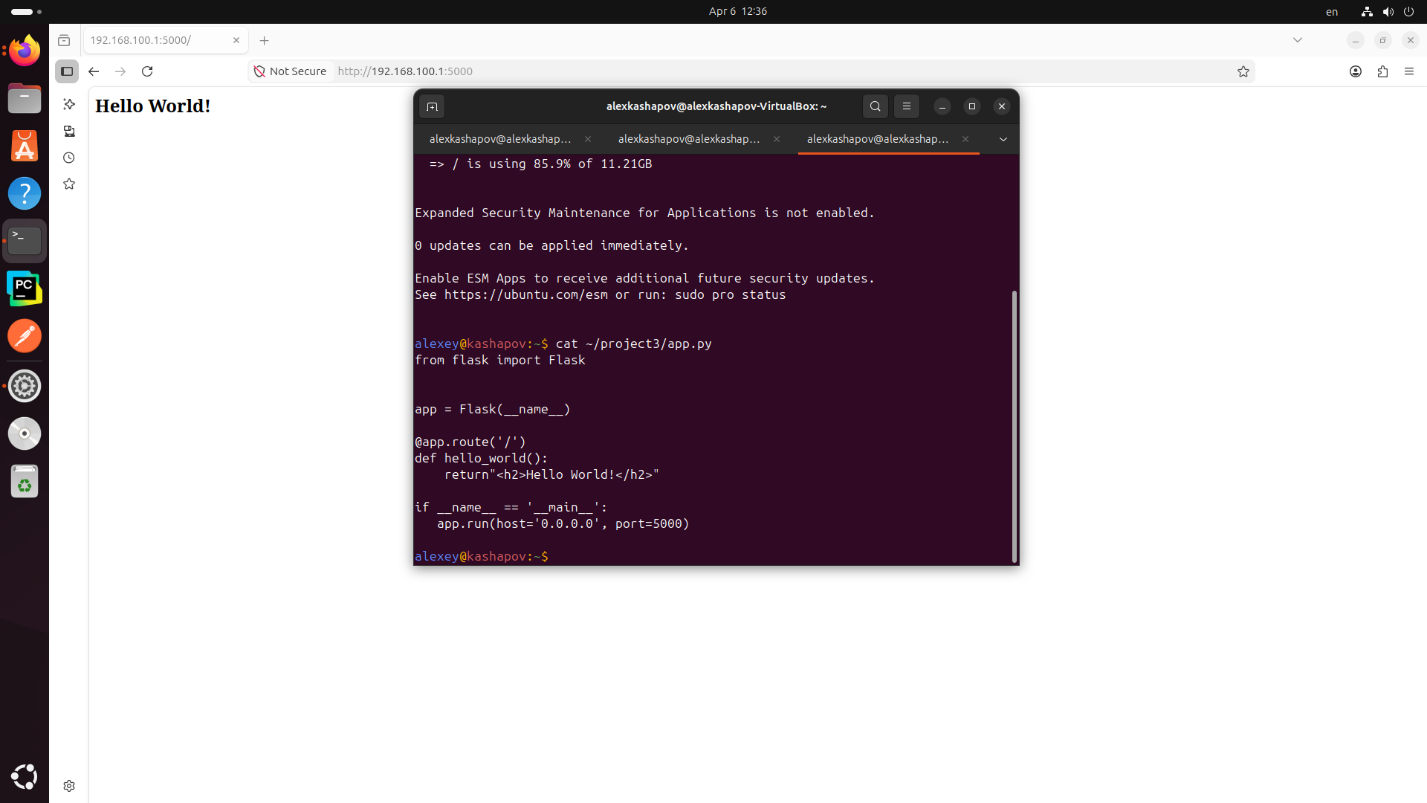 Apr 6 12:36
en
192.168.100.1:5000/
Not Secure http://192.168.100.1:5000
Hello World!
alexkashapov@alexkashapov-VirtualBox: ~
alexkashapov@alexkashap... alexkashapov@alexkashap... alexkashapov@alexkashap...
=> / is using 85.9% of 11.21GB
Expanded Security Maintenance for Applications is not enabled.
0 updates can be applied immediately.
Enable ESM Apps to receive additional future security updates.
See https://ubuntu.com/esm or run: sudo pro status
alexey@kashapov:~$ cat ~/project3/app.py
from flask import Flask
app = Flask(__name__)
@app.route('/')
def hello_world():
    return"<h2>Hello World!</h2>"
if __name__ == '__main__':
   app.run(host='0.0.0.0', port=5000)
alexey@kashapov:~$
>_
PC